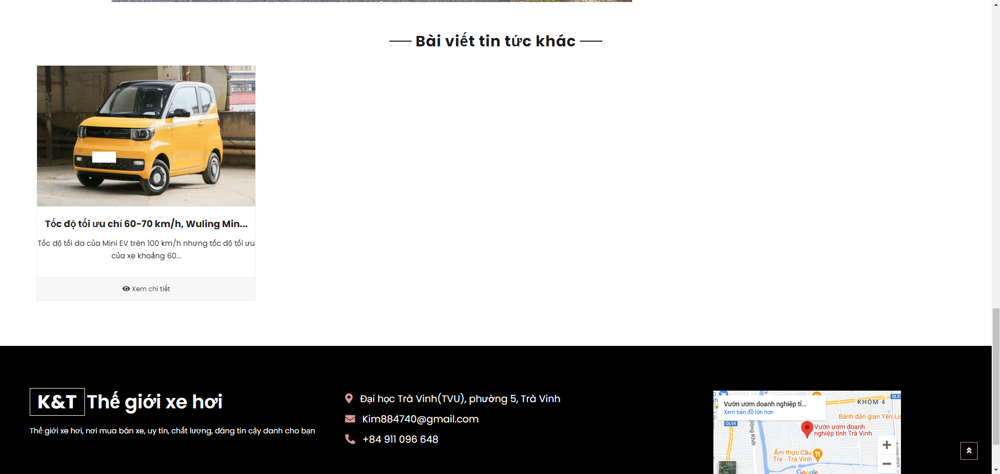 Bài viết tin tức khác
Tốc độ tối ưu chỉ 60-70 km/h, Wuling Min...
Tốc độ tối đa của Mini EV trên 100 km/h nhưng tốc độ tối ưu
của xe khoảng 60...
Xem chi tiết
K&T Thế giới xe hơi
Thế giới xe hơi, nơi mua bán xe, uy tín, chất lượng, đáng tin cậy danh cho bạn
Đại học Trà Vinh(TVU), phường 5, Trà Vinh
Kim884740@gmail.com
+84 911 096 648
Vườn ươm doanh nghiệp tỉ...
Xem bản đồ lớn hơn
KHÓM 4
QL53
Bánh dân gian Yến Lin
QL54
Đồng Khởi
Vườn ươm doanh
nghiệp tỉnh Trà Vinh
Ẩm thực Cầu
Tre - Trà Vinh
Google